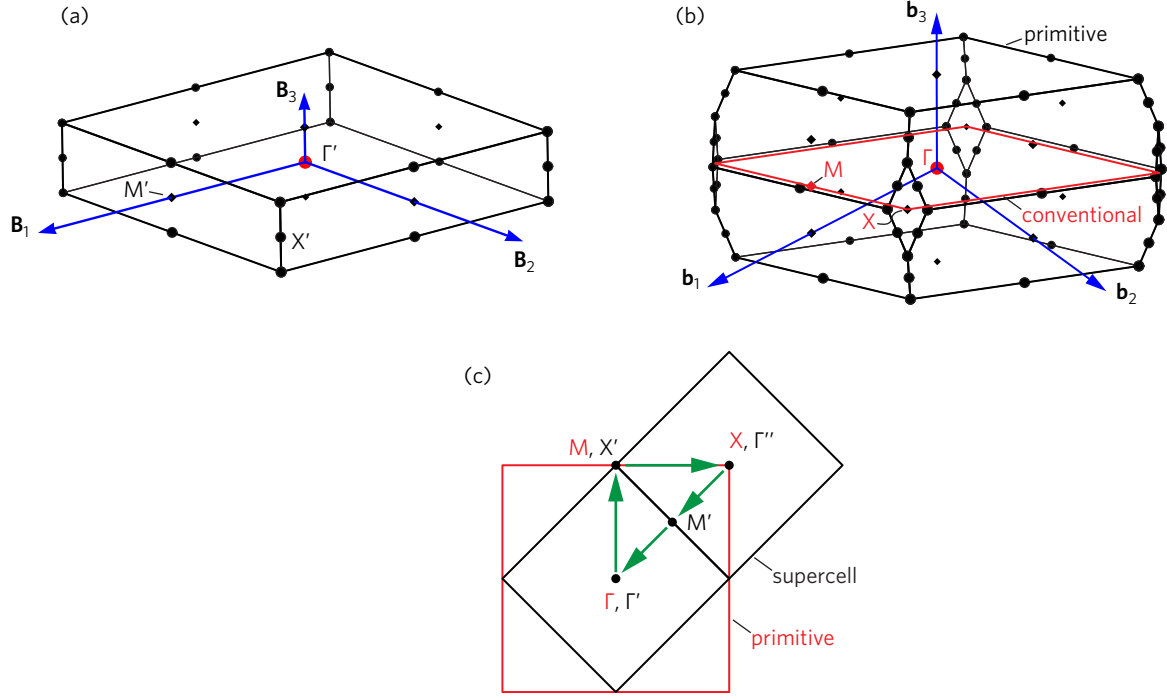 (a)
B3
Γ′
M′
B1
X′
B2
(b)
b3
primitive
Γ
M
X
conventional
b1
b2
(c)
M, X′
X, Γ′′
M′
Γ, Γ′
supercell
primitive